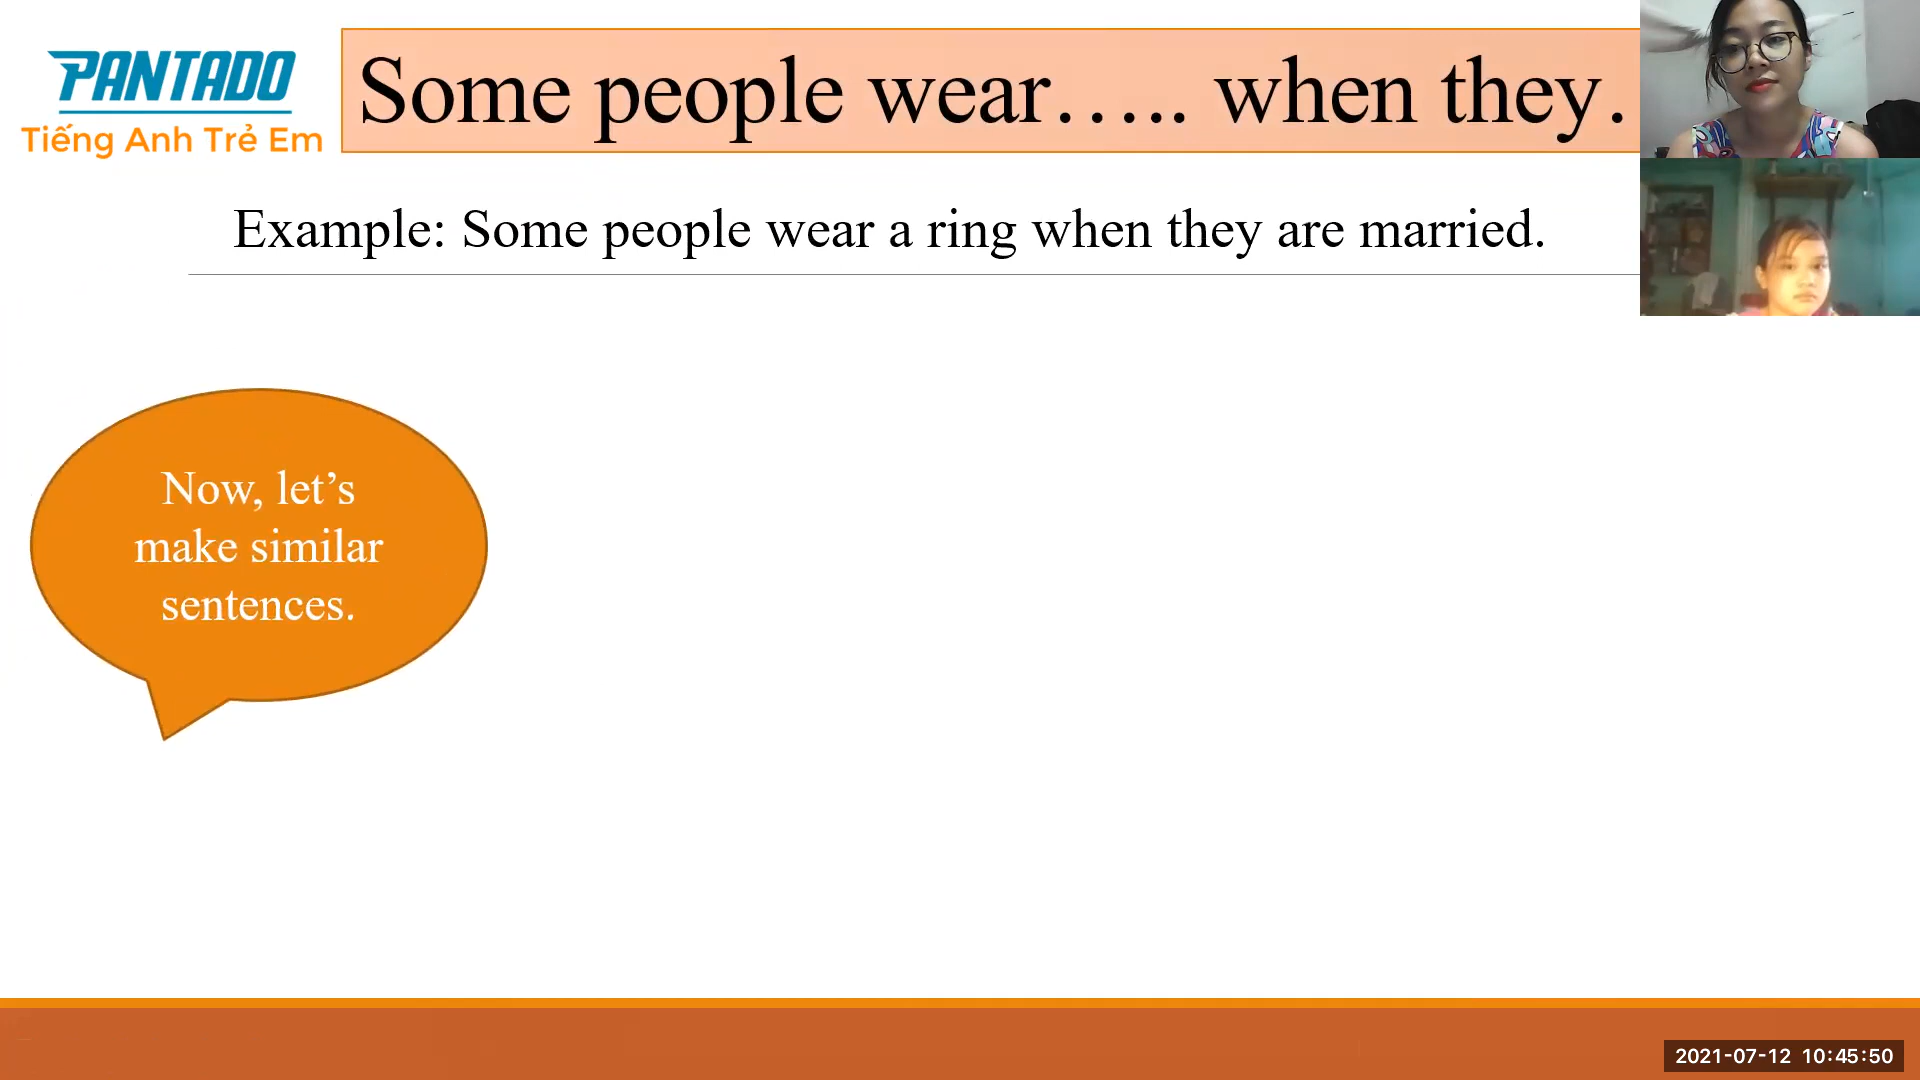 PANTADO
Tiếng Anh Trẻ Em
Some people wear….. when they.
Example: Some people wear a ring when they are married.
Now, let’s
make similar
sentences.
2021-07-12 10:45:50